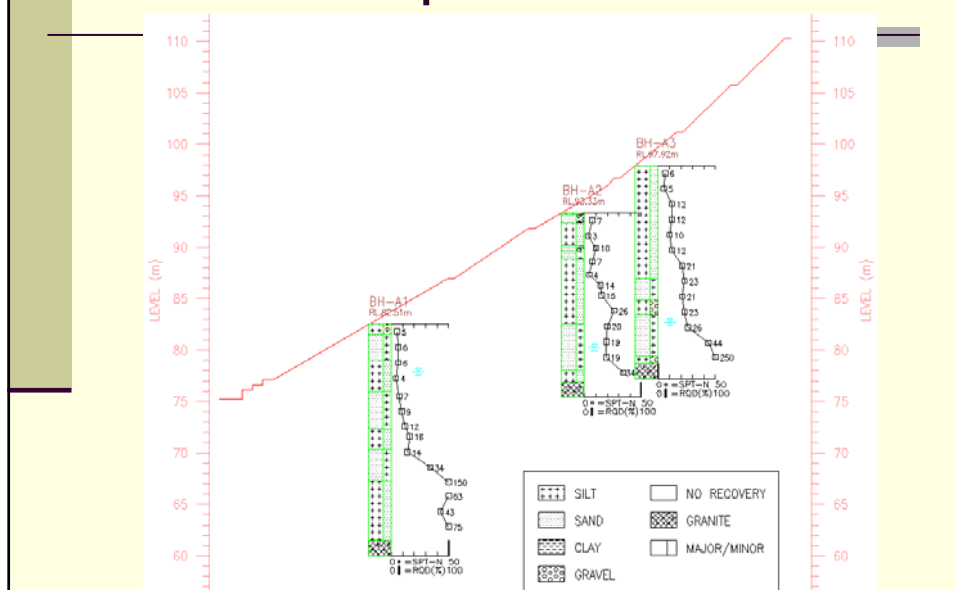 110
110
105
105
100
100
BH-A3
RL.97.92m
6
95
95
5
BH-A2
RL.93.33m
12
7
12
3
11
90
90
10
12
7
21
4
23
LEVEL (m)
LEVEL (m)
14
15
21
85
85
BH-A1
RL.82.51m
26
23
5
20
26
6
19
44
80
80
6
19
250
4
34
0 =SPT-N 50
0 =RQD(%)100
7
0 =SPT-N 50
0 =RQD(%)100
75
75
9
12
18
14
70
70
34
150
63
65
65
43
75
60
60
0 =SPT-N 50
0 =RQD(%)100
SILT
NO RECOVERY
SAND
GRANITE
CLAY
MAJOR/MINOR
GRAVEL